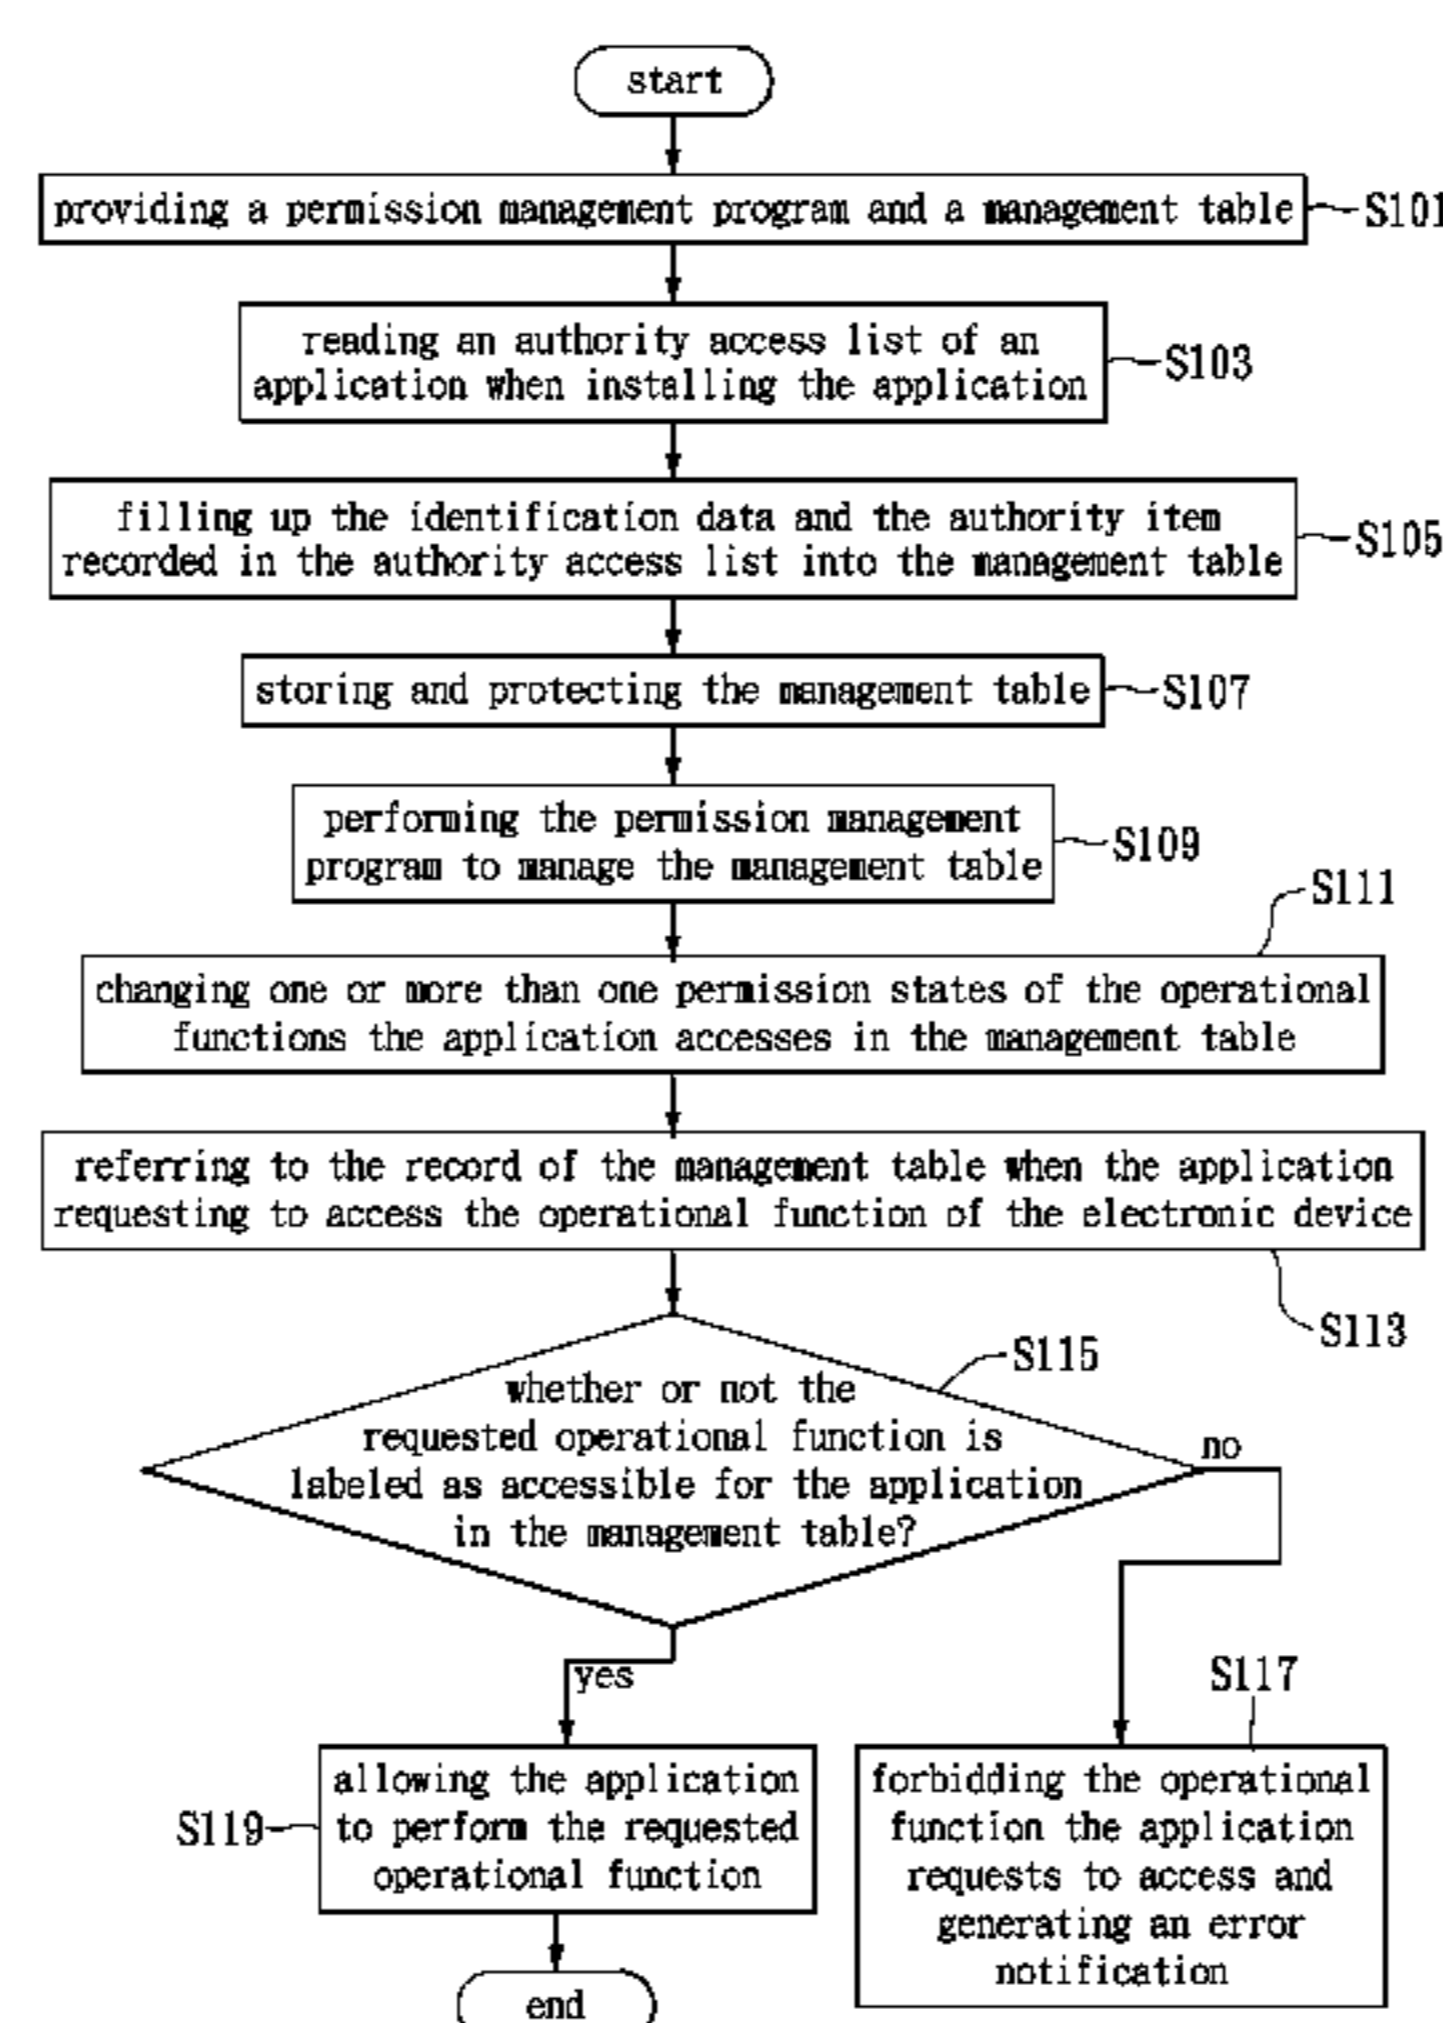 start
providing a permission management program and a management table
S101
reading an authority access list of an
application when installing the application
S103
filling up the identification data and the authority item
recorded in the authority access list into the management table
S105
storing and protecting the management table
S107
performing the permission management
program to manage the management table
S109
S111
changing one or more than one permission states of the operational
functions the application accesses in the management table
referring to the record of the management table when the application
requesting to access the operational function of the electronic device
S113
S115
whether or not the
requested operational function is
labeled as accessible for the application
in the management table?
no
yes
S117
allowing the application
to perform the requested
operational function
S119
forbidding the operational
function the application
requests to access and
generating an error
notification
end